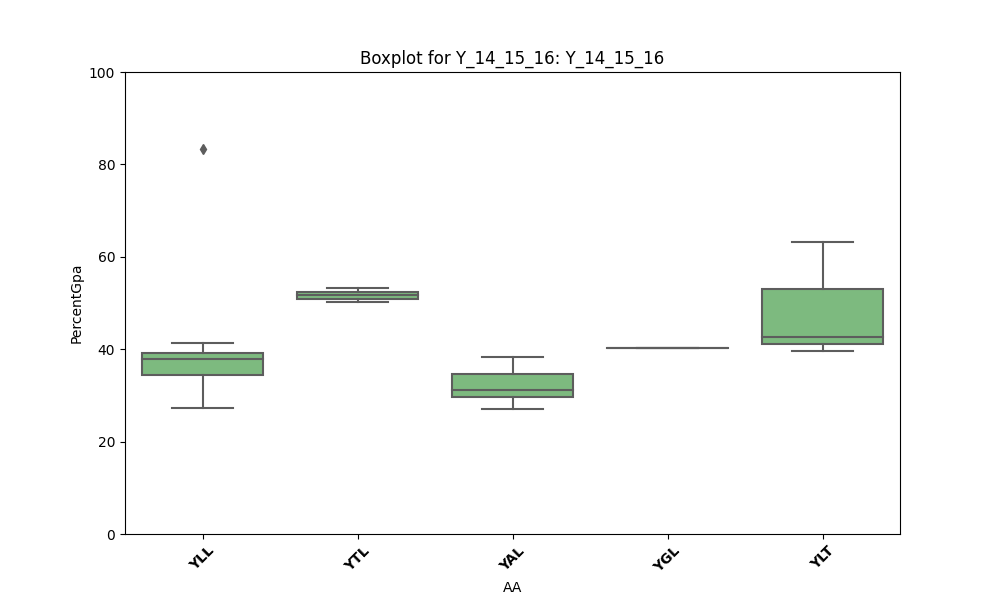 Boxplot for Y_14_15_16: Y_14_15_16
100
80
60
40
20
0
PercentGpa
YLL
YTL
YAL
YGL
YLT
AA